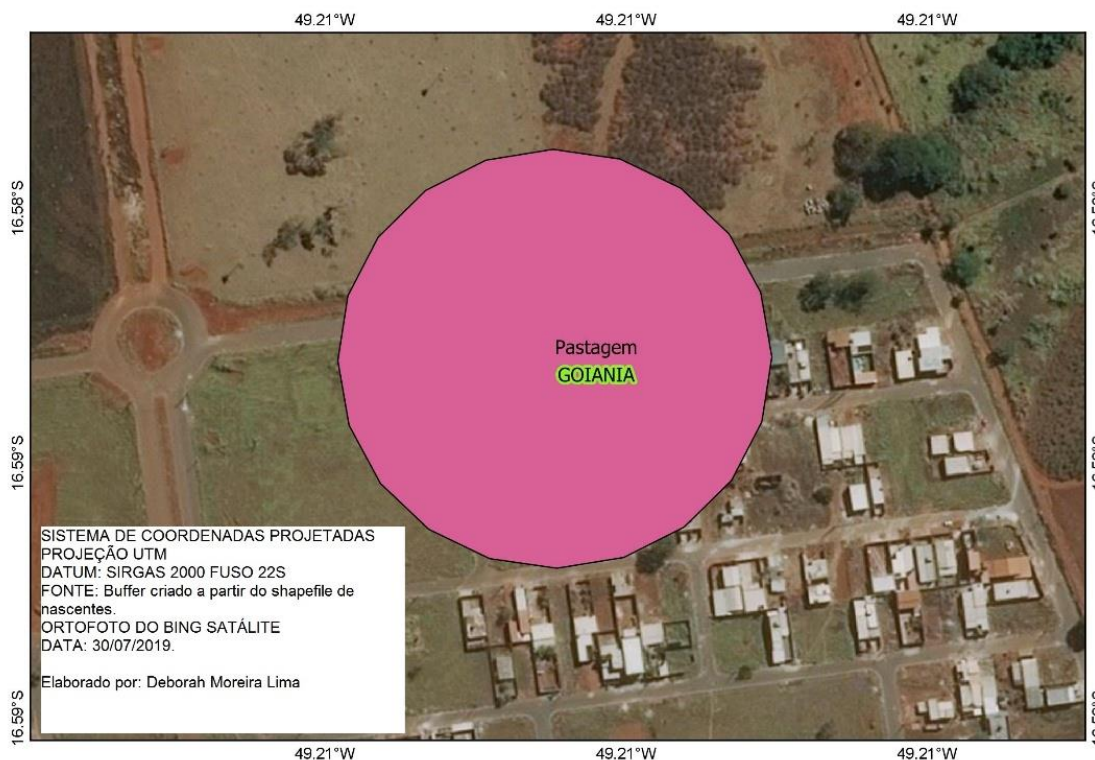 49.21°W 49.21°W 49.21°W
16.58°S
16.59°S
16.59°S
Pastagem
GOIANIA
SISTEMA DE COORDENADAS PROJETADAS
PROJEÇÃO UTM
DATUM: SIRGAS 2000 FUSO 22S
FONTE: Buffer criado a partir do shapefile de
nascentes.
ORTOFOTO DO BING SATÁLITE
DATA: 30/07/2019.
Elaborado por: Deborah Moreira Lima
49.21°W 49.21°W 49.21°W